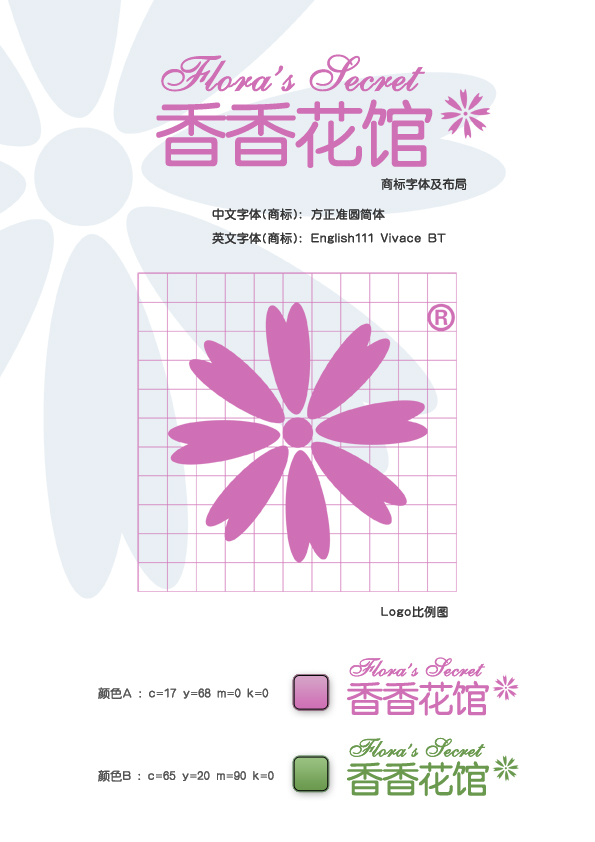 Flora's Secret
香香花馆
商标字体及布局
中文字体(商标): 方正准圆简体
英文字体(商标): English111 Vivace BT
®
Logo比例图
Flora's Secret
颜色A : c=17 y=68 m=0 k=0
香香花馆
Flora's Secret
颜色B : c=65 y=20 m=90 k=0
香香花馆